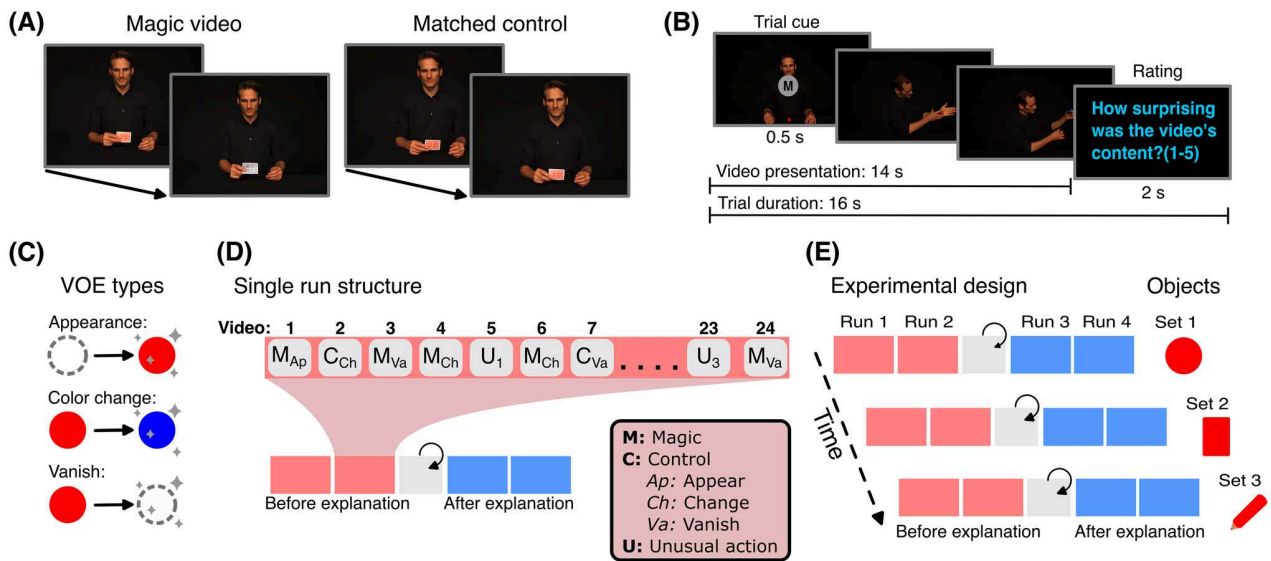 (A)
Magic video
Matched control
(B)
Trial cue
M
0.5 s
Rating
How surprising
was the video's
content?(1-5)
Video presentation: 14 s
2 s
Trial duration: 16 s
(C)
VOE types
Appearance:
Color change:
Vanish:
(D)
Single run structure
Video: 1 2 3 4 5 6 7 23 24
MAp CCh MVa MCh U1 MCh CVa . . . . U3 MVa
Before explanation After explanation
M: Magic
C: Control
Ap: Appear
Ch: Change
Va: Vanish
U: Unusual action
(E)
Experimental design
Objects
Run 1 Run 2 Run 3 Run 4 Set 1
Time
Set 2
Set 3
Before explanation After explanation